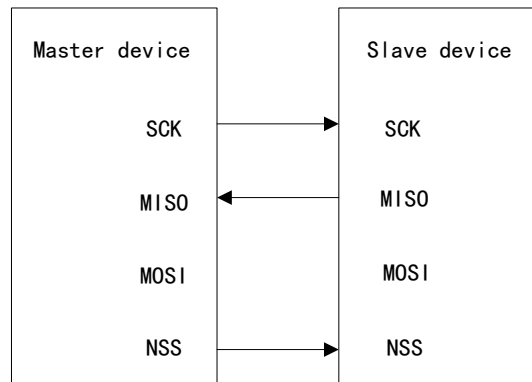 Master device
Slave device
SCK
SCK
MISO
MISO
MOSI
MOSI
NSS
NSS